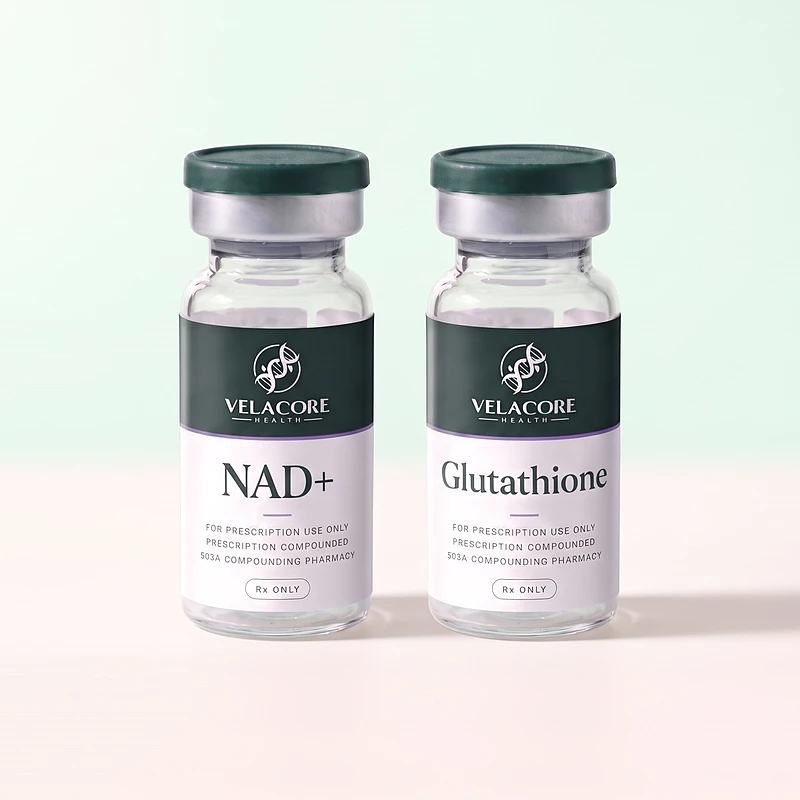 VELACORE
HEALTH
NAD+
FOR PRESCRIPTION USE ONLY
PRESCRIPTION COMPOUNDED
503A COMPOUNDING PHARMACY
Rx ONLY
VELACORE
HEALTH
Glutathione
FOR PRESCRIPTION USE ONLY
PRESCRIPTION COMPOUNDED
503A COMPOUNDING PHARMACY
Rx ONLY